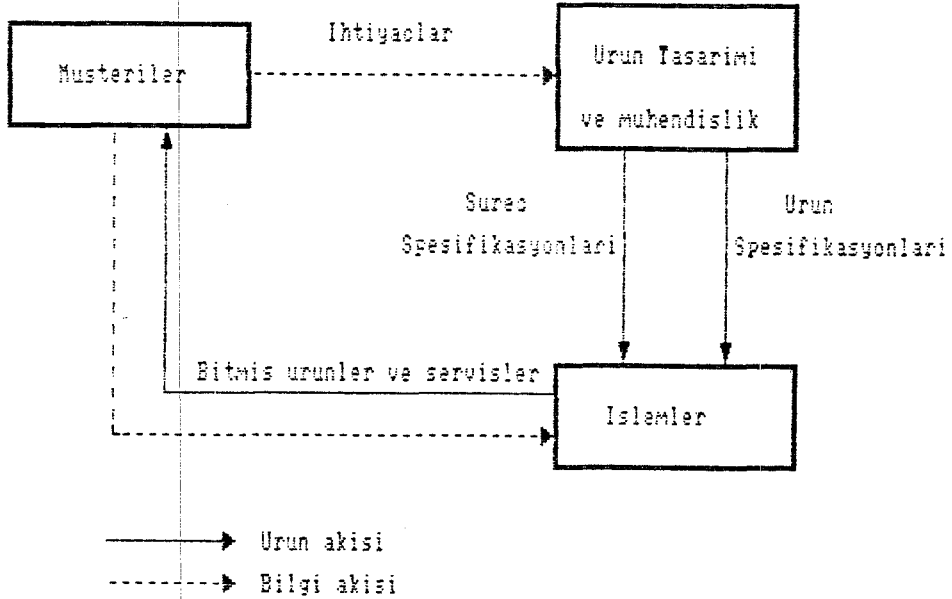 Ihtiyaclar
Musteriler
Urun Tasarimi
ve muhendislik
Surec
Spesifikasyonlari
Urun
Spesifikasyonlari
Bitmis urunler ve servisler
Islemler
Urun akisi
Bilgi akisi